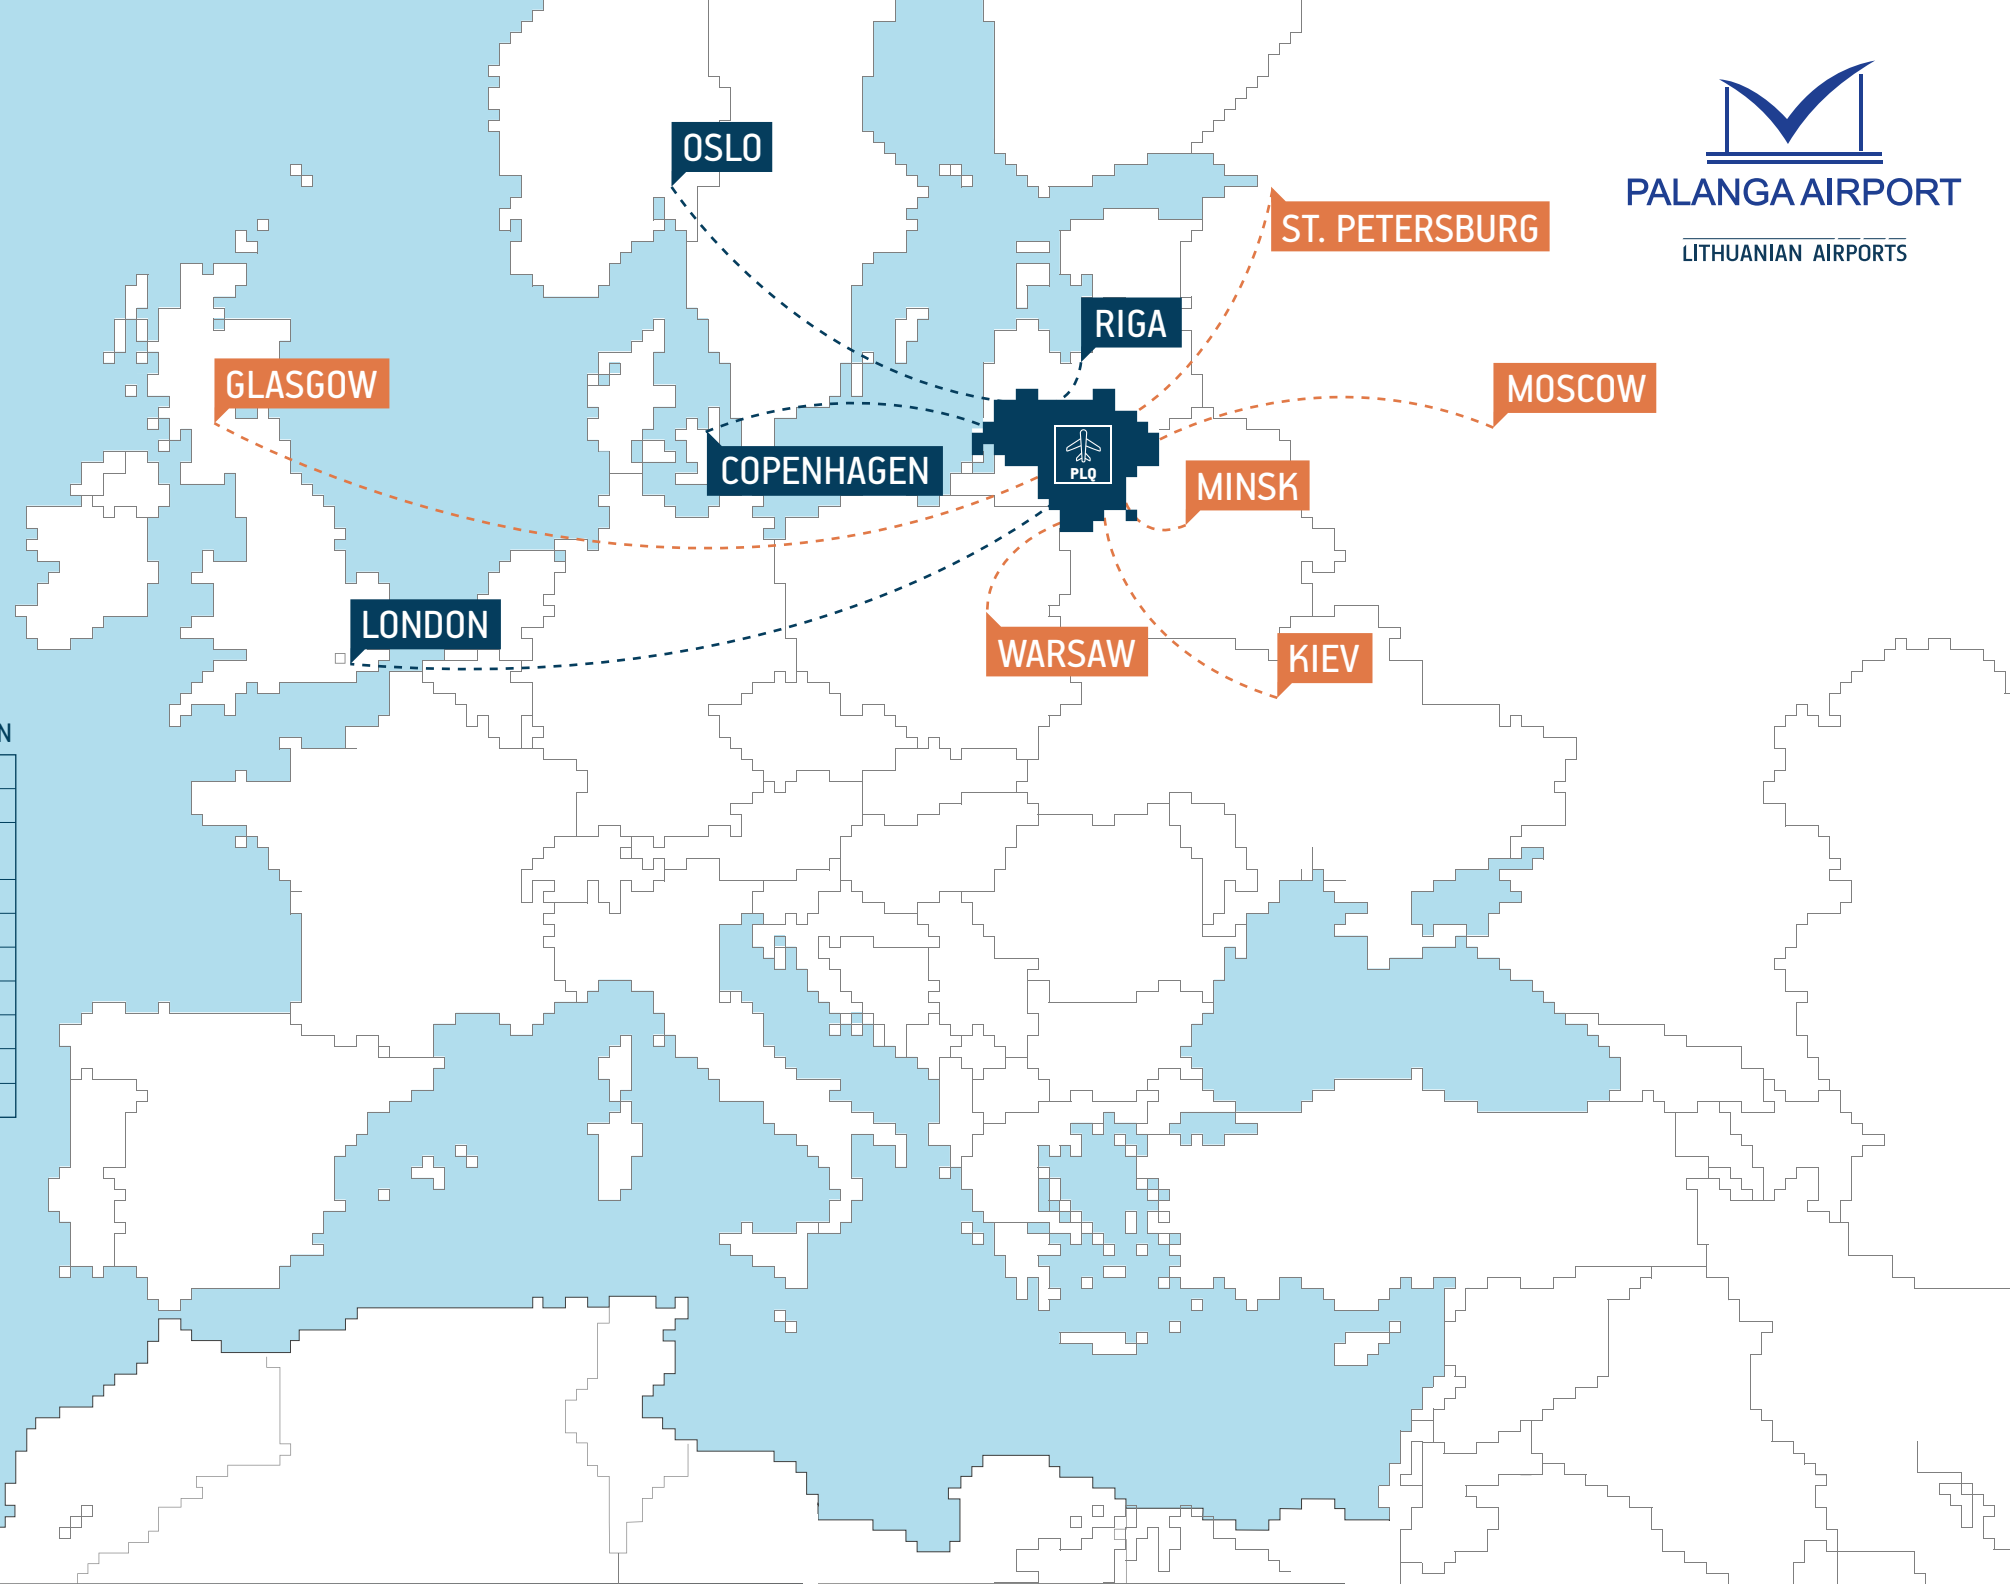 OSLO
PALANGA AIRPORT
LITHUANIAN AIRPORTS
ST. PETERSBURG
RIGA
GLASGOW
MOSCOW
COPENHAGEN
PLQ
MINSK
LONDON
WARSAW
KIEV
N